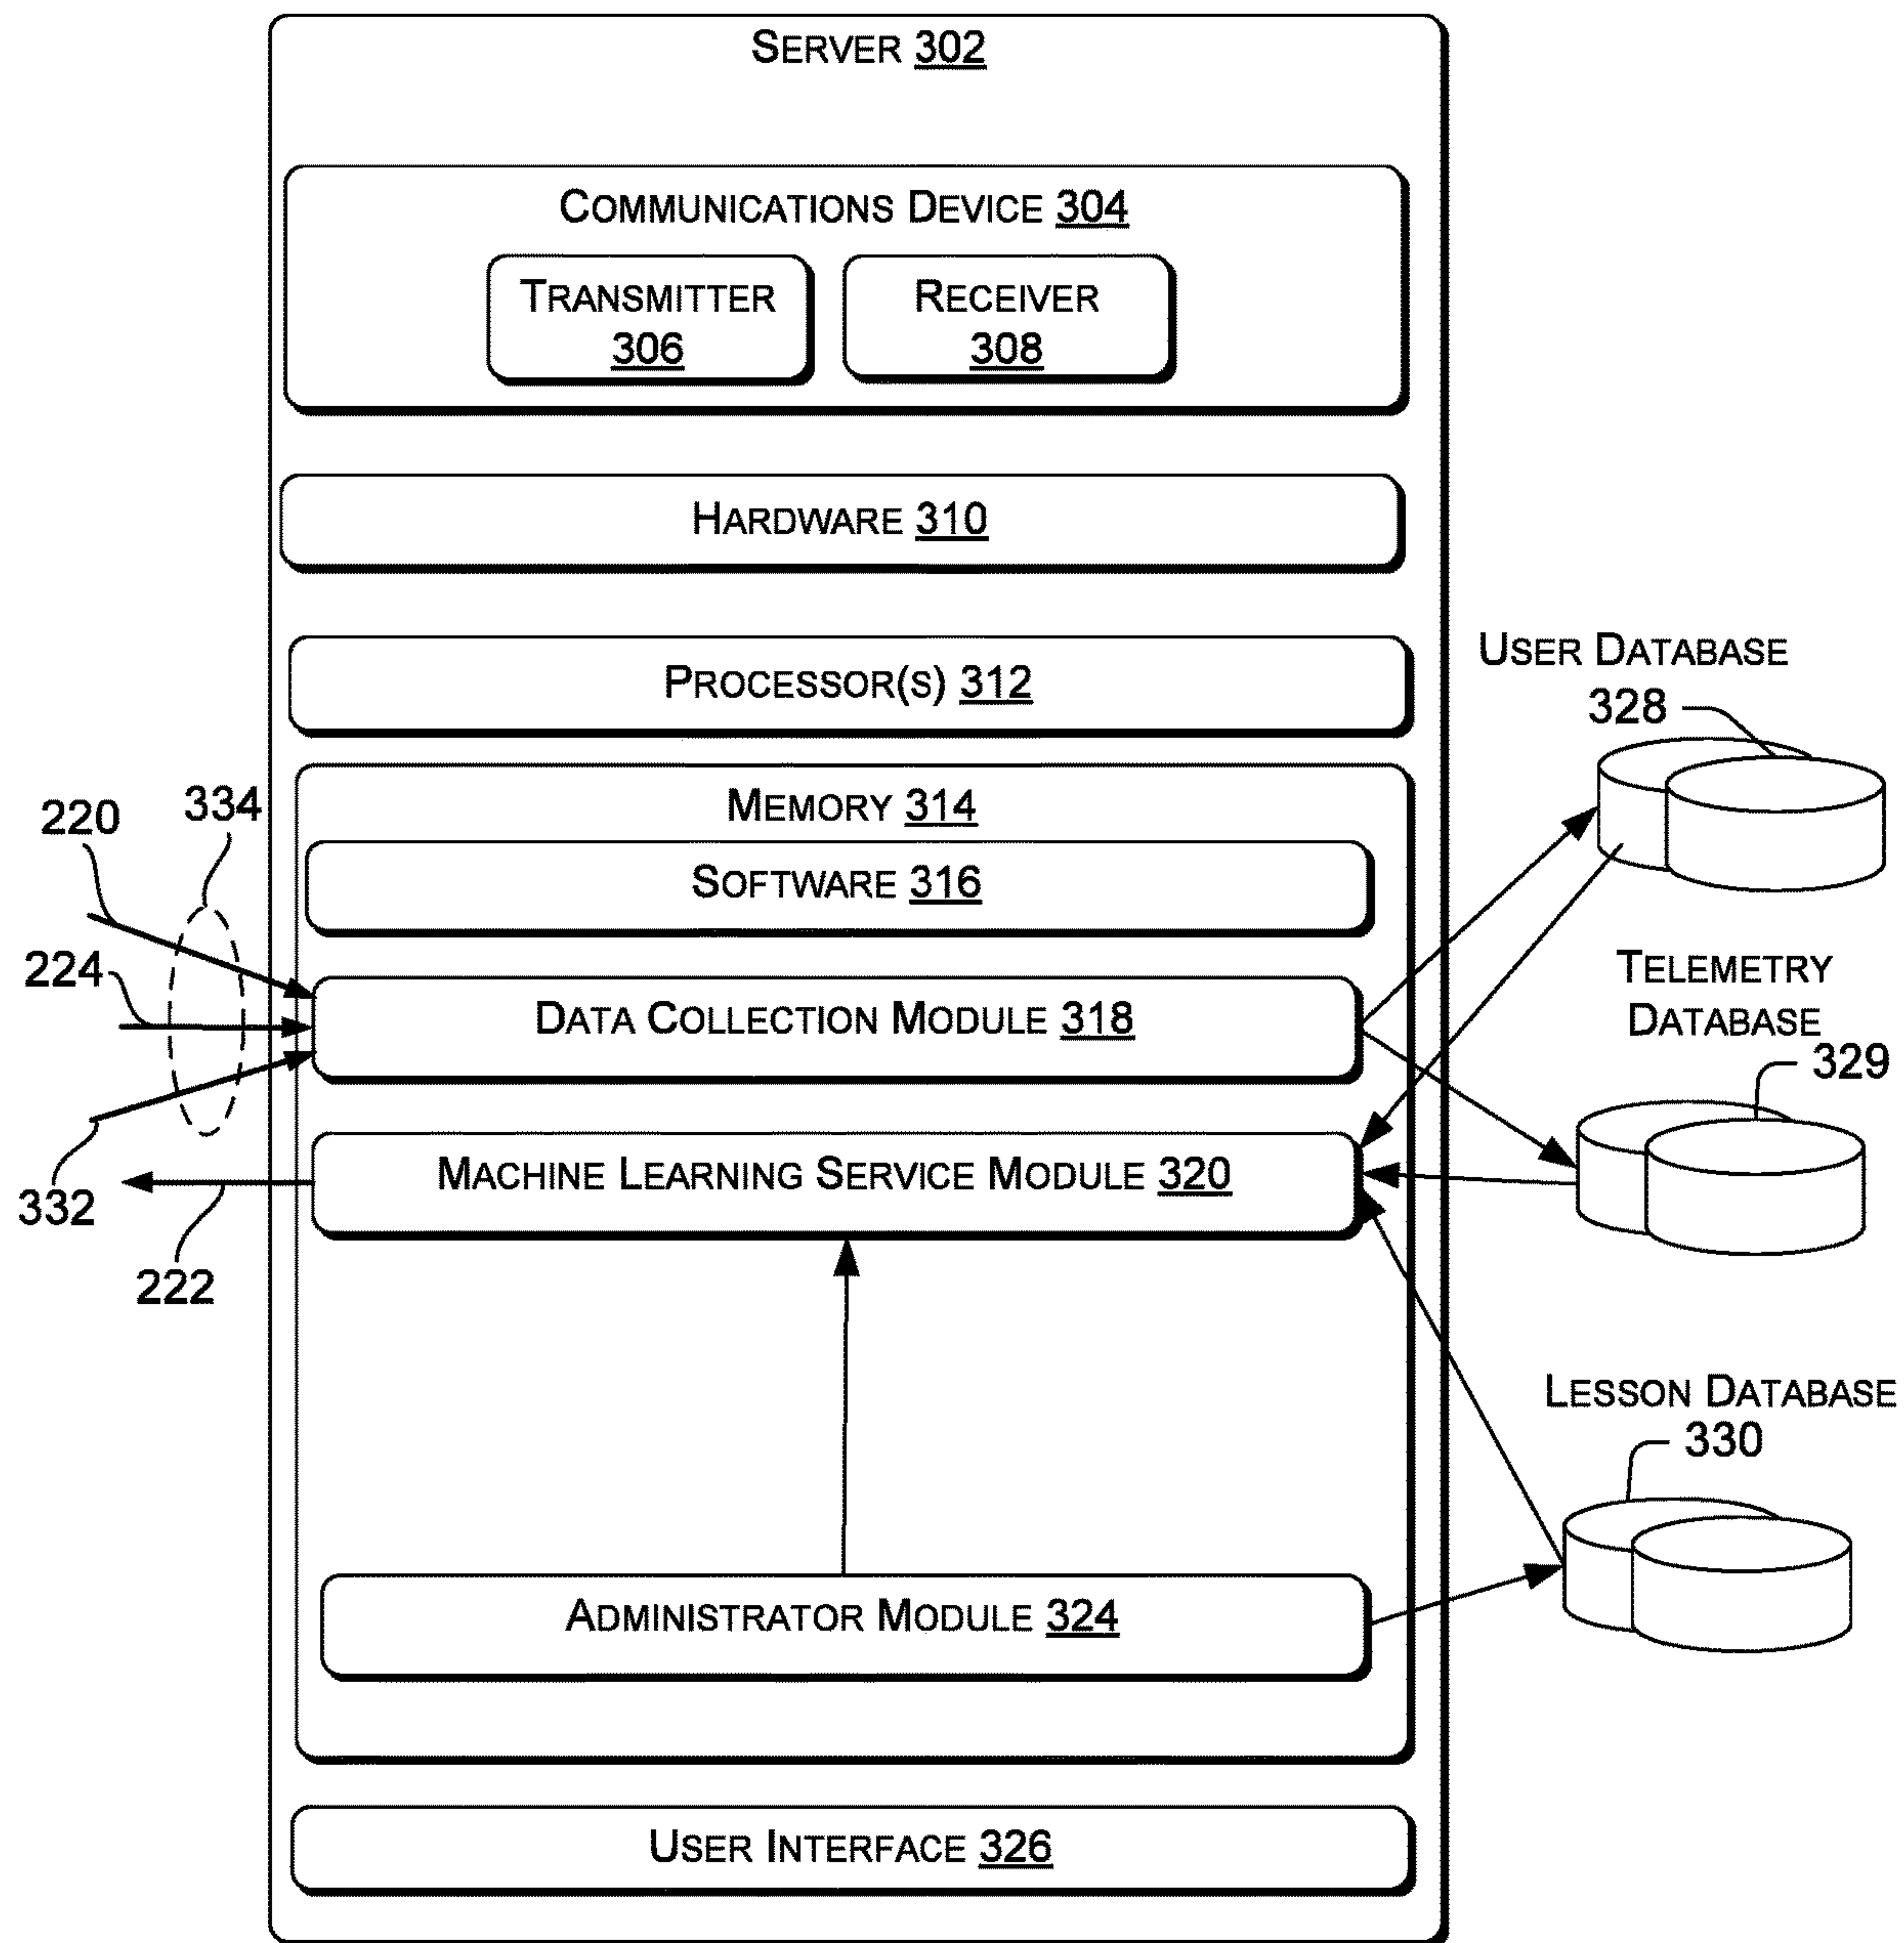 SERVER 302
COMMUNICATIONS DEVICE 304
TRANSMITTER
306
RECEIVER
308
HARDWARE 310
PROCESSOR(S) 312
USER DATABASE
328
MEMORY 314
334
220
SOFTWARE 316
224
DATA COLLECTION MODULE 318
TELEMETRY
DATABASE
329
MACHINE LEARNING SERVICE MODULE 320
332
222
LESSON DATABASE
330
ADMINISTRATOR MODULE 324
USER INTERFACE 326